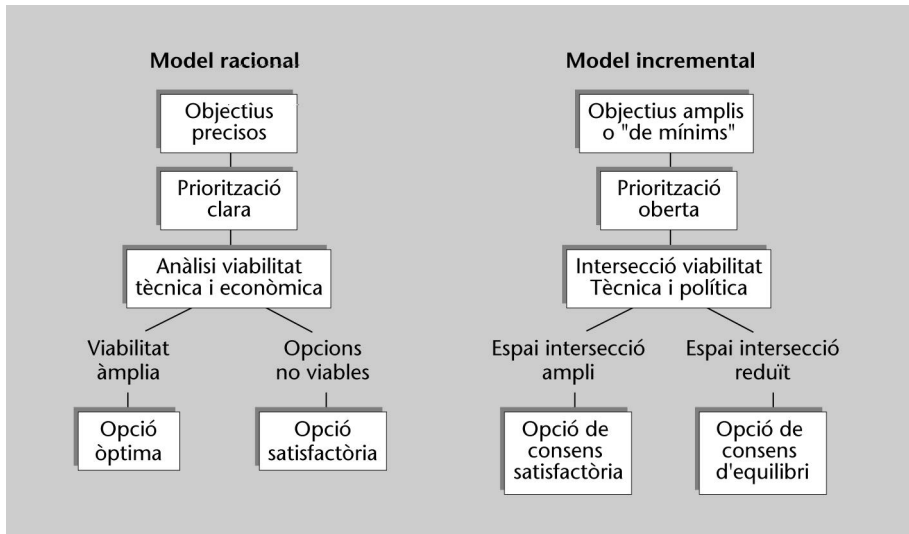 Model racional
Objectius
precisos
Priorització
clara
Anàlisi viabilitat
tècnica i econòmica
Viabilitat
àmplia
Opcions
no viables
Opció
òptima
Opció
satisfactòria
Model incremental
Objectius amplis
o "de mínims"
Priorització
oberta
Intersecció viabilitat
Tècnica i política
Espai intersecció
ampli
Espai intersecció
reduït
Opció de
consens
satisfactòria
Opció de
consens
d'equilibri